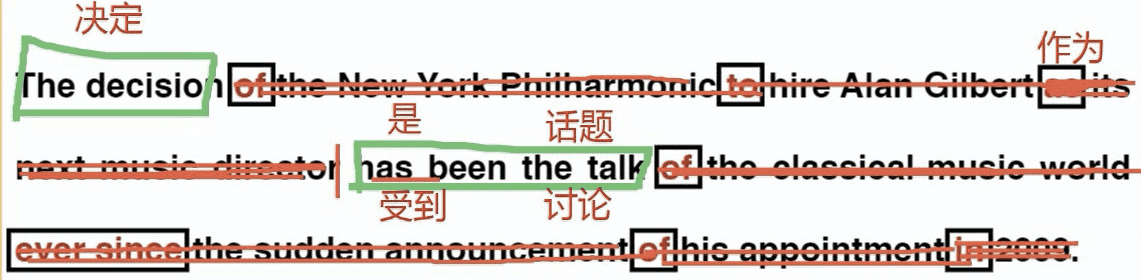 决定
作为
The decision of the New York Philharmonic to hire Alan Gilbert as its
是 话题
next music director has been the talk of the classical music world
受到 讨论
ever since the sudden announcement of his appointment in 2009.